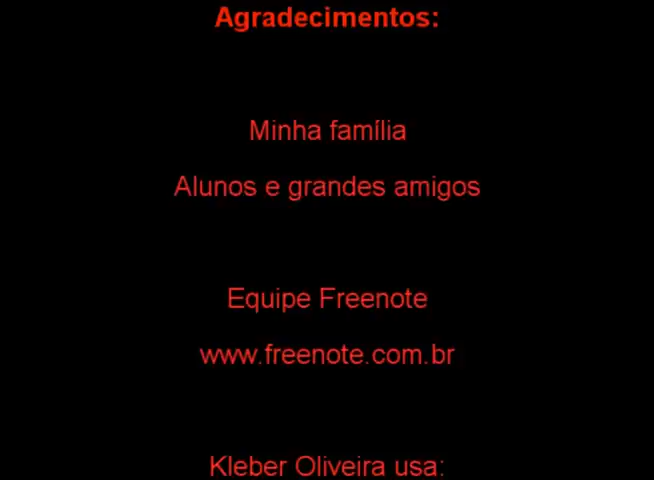 Agradecimentos:
Minha família
Alunos e grandes amigos
Equipe Freenote
www.freenote.com.br
Kleber Oliveira usa: